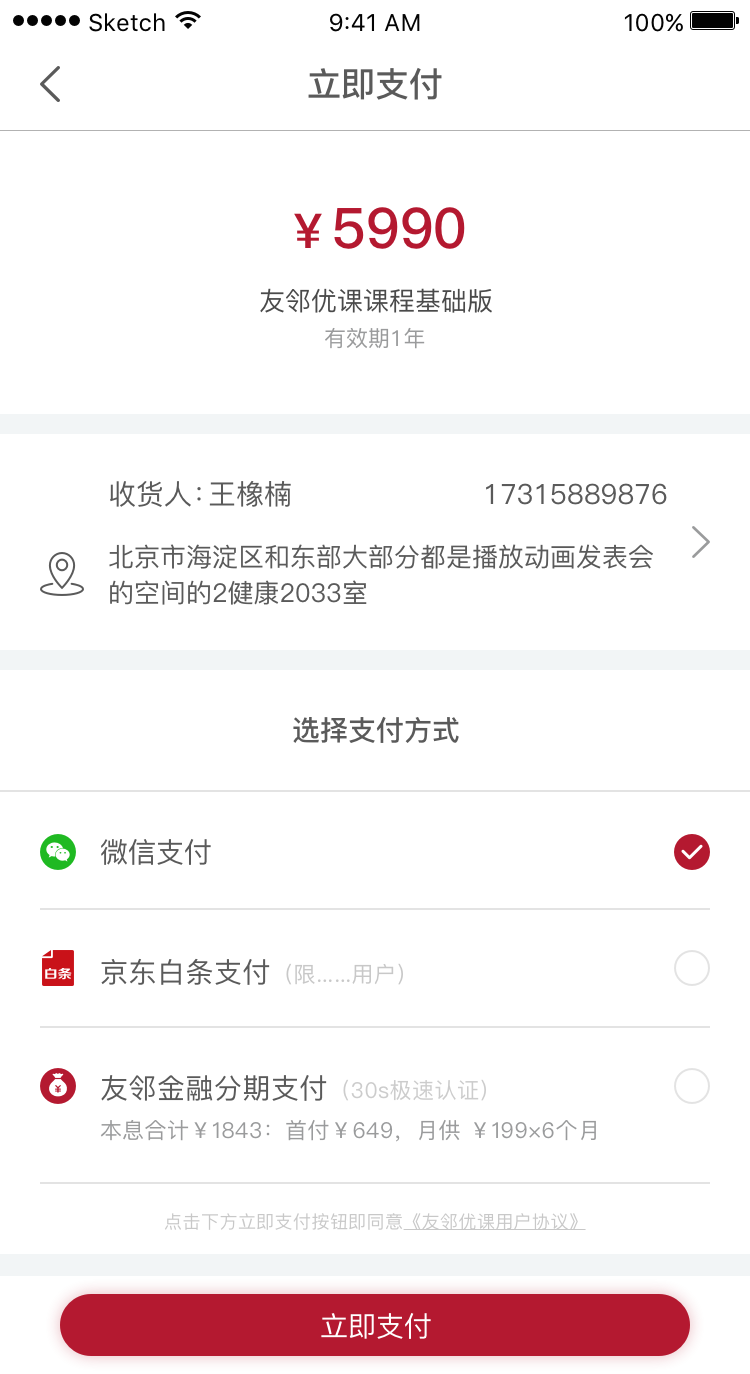 Sketch 9:41 AM 100%
立即支付
¥5990
友邻优课课程基础版
有效期1年
收货人:王橡楠 17315889876
北京市海淀区和东部大部分都是播放动画发表会
的空间的2健康2033室
选择支付方式
微信支付
白条 京东白条支付（限……用户）
¥ 友邻金融分期支付（30s极速认证）
本息合计¥1843：首付¥649，月供 ¥199×6个月
点击下方立即支付按钮即同意《友邻优课用户协议》
立即支付